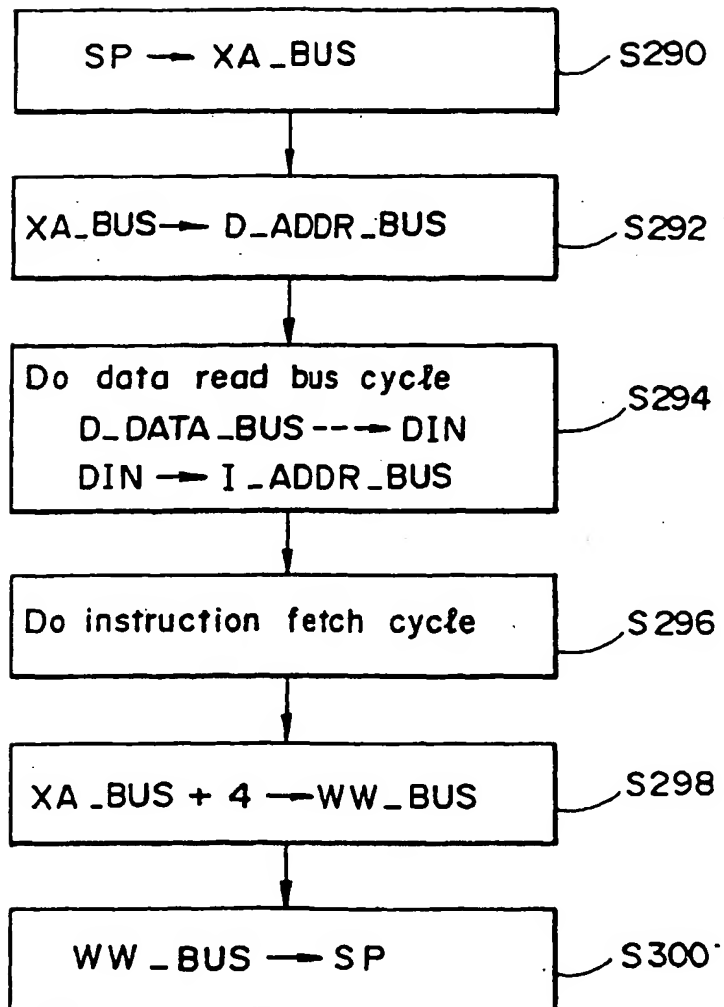 SP → XA_BUS S290
XA_BUS → D_ADDR_BUS S292
Do data read bus cycle
D_DATA_BUS ---→ DIN S294
DIN → I_ADDR_BUS
Do instruction fetch cycle S296
XA_BUS + 4 → WW_BUS S298
WW_BUS → SP S300